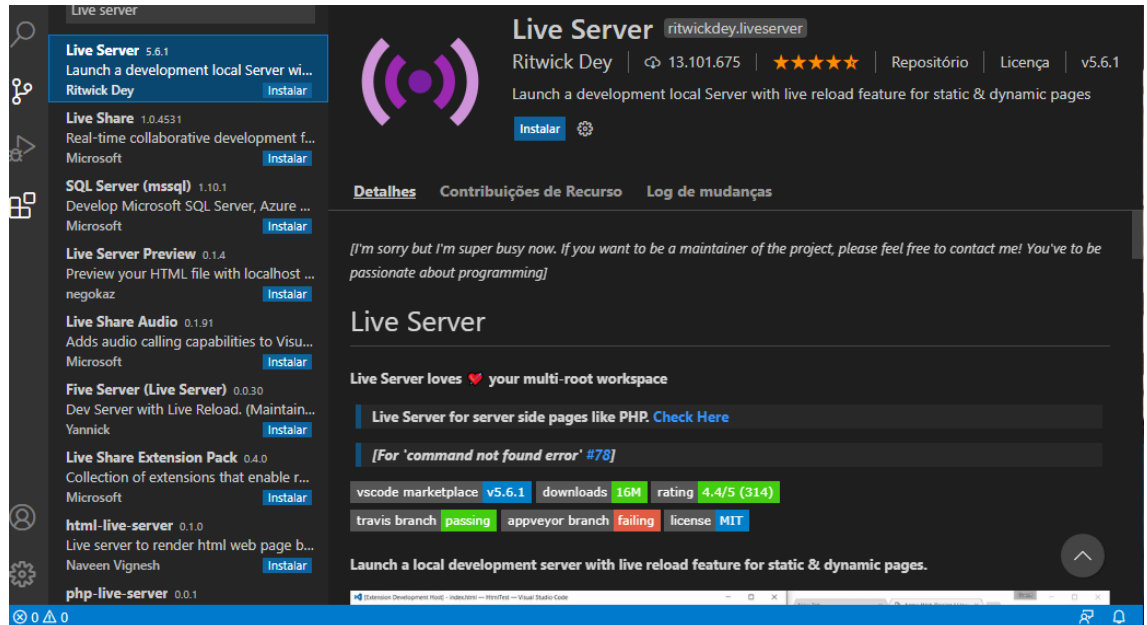 Live server
Live Server 5.6.1
Launch a development local Server wi...
Ritwick Dey Instalar
Live Share 1.0.4531
Real-time collaborative development f...
Microsoft Instalar
SQL Server (mssql) 1.10.1
Develop Microsoft SQL Server, Azure ...
Microsoft Instalar
Live Server Preview 0.1.4
Preview your HTML file with localhost ...
negokaz Instalar
Live Share Audio 0.1.91
Adds audio calling capabilities to Visu...
Microsoft Instalar
Five Server (Live Server) 0.0.30
Dev Server with Live Reload. (Maintain...
Yannick Instalar
Live Share Extension Pack 0.4.0
Collection of extensions that enable r...
Microsoft Instalar
html-live-server 0.1.0
Live server to render html web page b...
Naveen Vignesh Instalar
php-live-server 0.0.1
Live Server ritwickdey.liveserver
Ritwick Dey 13.101.675 Repositório Licença v5.6.1
Launch a development local Server with live reload feature for static & dynamic pages
Instalar
Detalhes Contribuições de Recurso Log de mudanças
[I'm sorry but I'm super busy now. If you want to be a maintainer of the project, please feel free to contact me! You've to be
passionate about programming]
Live Server
Live Server loves ❤️ your multi-root workspace
Live Server for server side pages like PHP. Check Here
[For 'command not found error' #78]
vscode marketplace v5.6.1 downloads 16M rating 4.4/5 (314)
travis branch passing appveyor branch failing license MIT
Launch a local development server with live reload feature for static & dynamic pages.
[Extension Development Host] - index.html — HtmlTest — Visual Studio Code
0 0